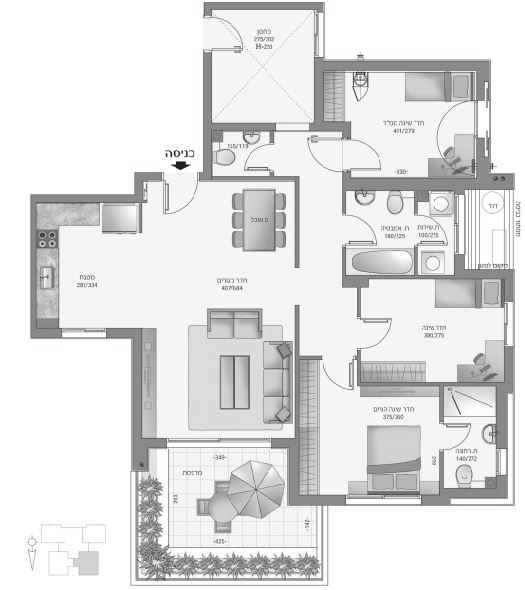 מחסן
275/302
H=220
חדר שינה ממ"ד
401/279
-330-
155/119
כניסה
פ.אוכל
ח. אמבטיה
180/225
ח.שירות
100/215
דוד
מסתור כביסה
מקום למזגן
מטבח
281/334
חדר מגורים
407/684
חדר שינה
380/275
חדר שינה הורים
375/360
290
ח.רחצה
140/272
-349-
מרפסת
293
-142-
-425-